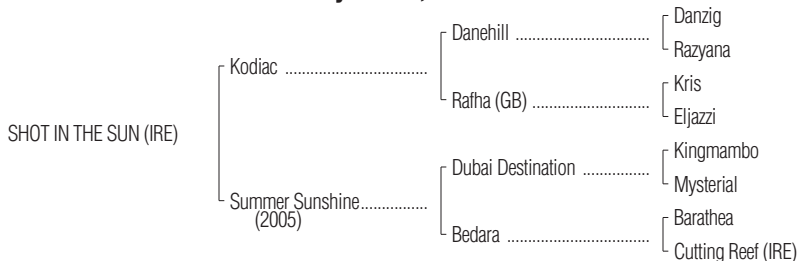 Danzig
Danehill ................................
Razyana
Kodiac ..................................
Kris
Rafha (GB) ............................
Eljazzi
SHOT IN THE SUN (IRE)
Kingmambo
Dubai Destination ................
Mysterial
Summer Sunshine................
(2005)
Barathea
Bedara ..................................
Cutting Reef (IRE)